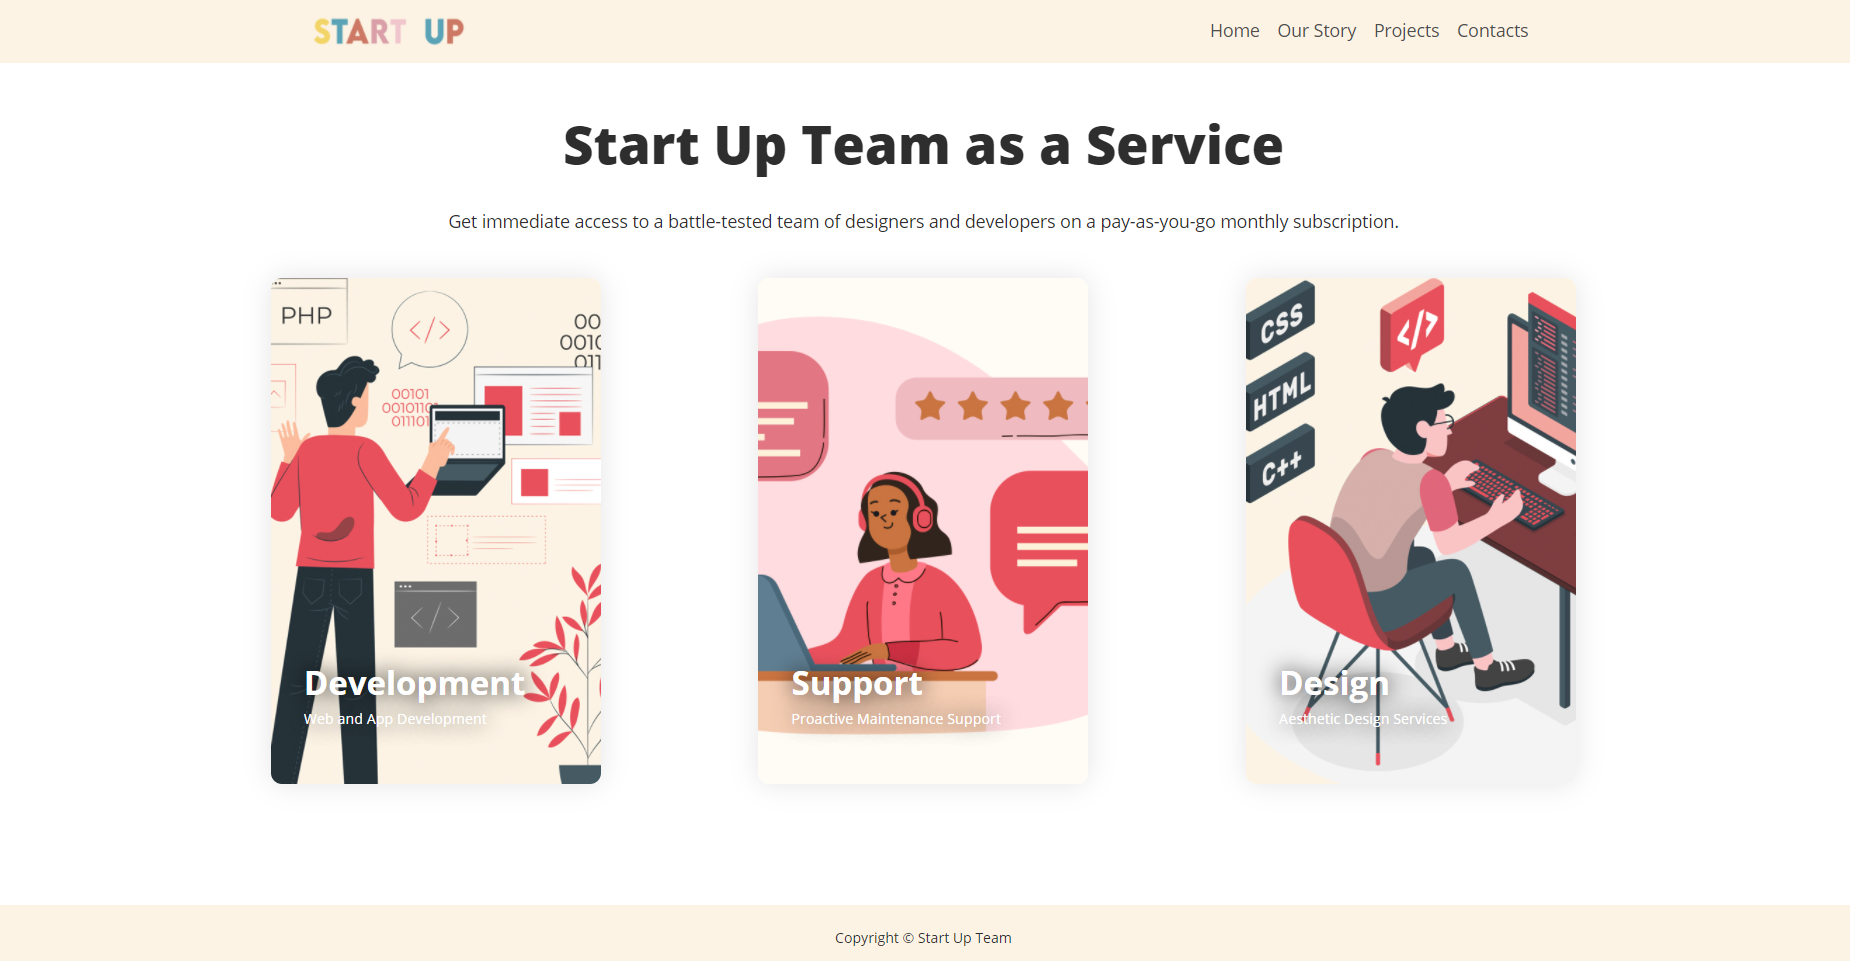 START UP
Home Our Story Projects Contacts
Start Up Team as a Service
Get immediate access to a battle-tested team of designers and developers on a pay-as-you-go monthly subscription.
PHP
</>
00
0010
011
00101
0010110
011101
</>
Development
Web and App Development
Support
Proactive Maintenance Support
CSS
</>
HTML
C++
Design
Aesthetic Design Services
Copyright © Start Up Team